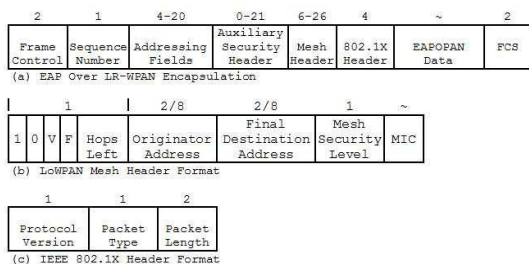 2 1 4-20 0-21 6-26 4 ~ 2
Frame Control Sequence Number Addressing Fields Auxiliary Security Header Mesh Header 802.1X Header EAPOPAN Data FCS
(a) EAP Over LR-WPAN Encapsulation
1 2/8 2/8 1 ~
1 0 V F Hops Left Originator Address Final Destination Address Mesh Security Level MIC
(b) LoWPAN Mesh Header Format
1 1 2
Protocol Version Packet Type Packet Length
(c) IEEE 802.1X Header Format